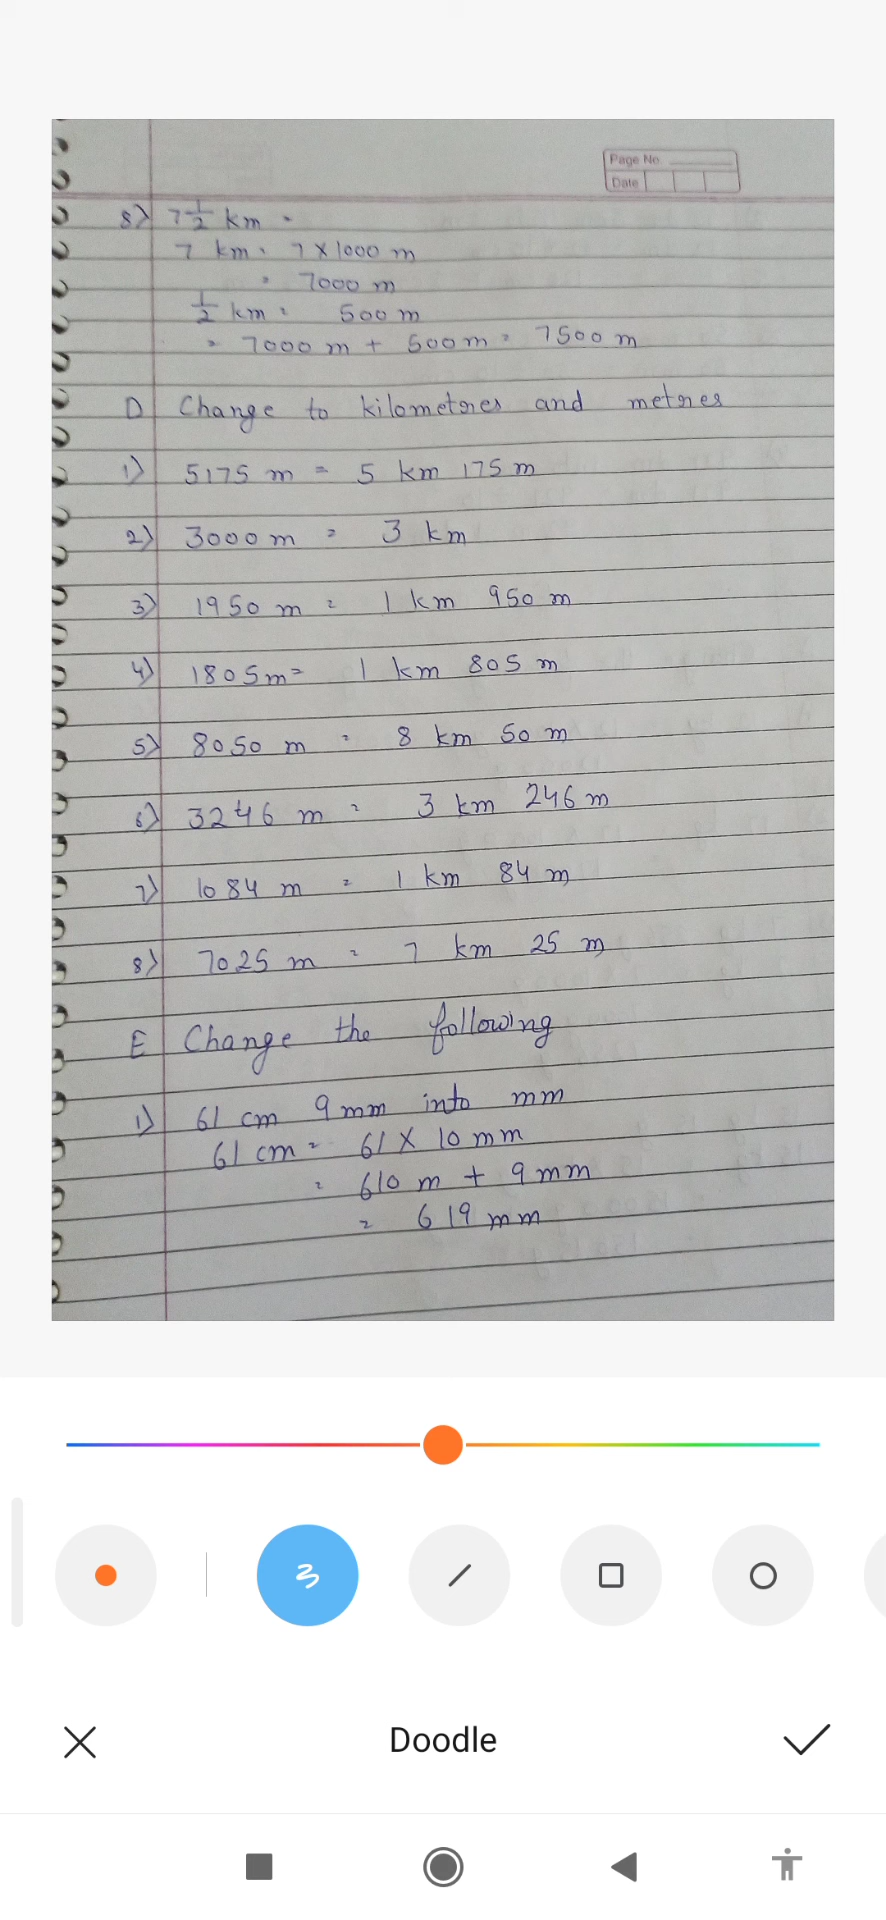 Page No
Date
8) 7 1/2 km =
7 km = 7 X 1000 m
= 7000 m
1/2 km = 500 m
= 7000 m + 500 m = 7500 m
D Change to kilometres and metres
1) 5175 m = 5 km 175 m
2) 3000 m = 3 km
3) 1950 m = 1 km 950 m
4) 1805 m = 1 km 805 m
5) 8050 m = 8 km 50 m
6) 3246 m = 3 km 246 m
7) 1084 m = 1 km 84 m
8) 7025 m = 7 km 25 m
E Change the following
1) 61 cm 9 mm into mm
61 cm = 61 X 10 mm
= 610 m + 9 mm
= 619 mm
Doodle